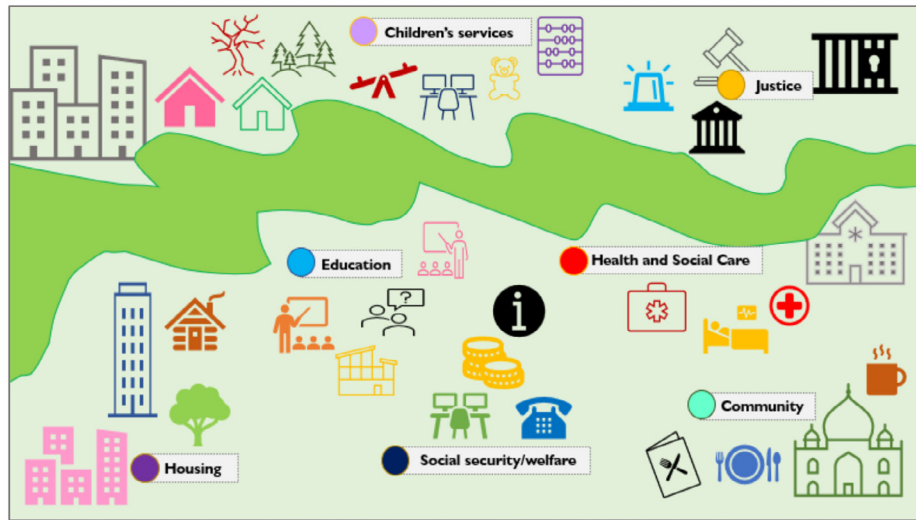 Children's services
Justice
Education
Health and Social Care
?
i
Community
Housing
Social security/welfare